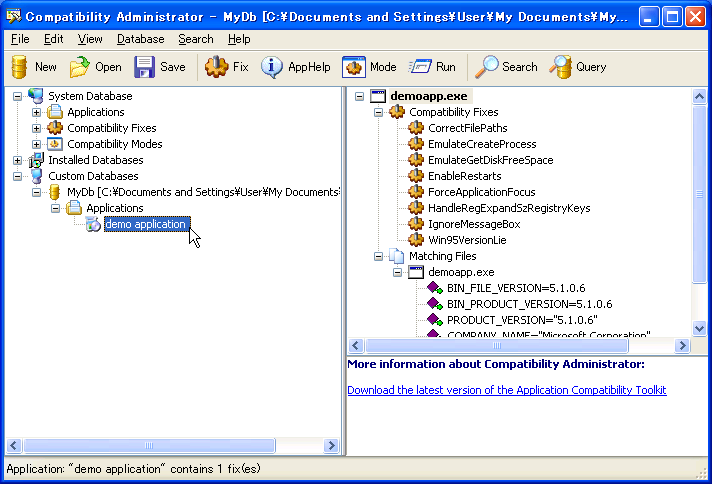 Compatibility Administrator - MyDb [C:¥Documents and Settings¥User¥My Documents¥My...
File Edit View Database Search Help
New Open Save Fix AppHelp Mode Run Search Query
System Database
Applications
Compatibility Fixes
Compatibility Modes
Installed Databases
Custom Databases
MyDb [C:¥Documents and Settings¥User¥My Documents¥
Applications
demo application
demoapp.exe
Compatibility Fixes
CorrectFilePaths
EmulateCreateProcess
EmulateGetDiskFreeSpace
EnableRestarts
ForceApplicationFocus
HandleRegExpandSzRegistryKeys
IgnoreMessageBox
Win95VersionLie
Matching Files
demoapp.exe
BIN_FILE_VERSION=5.1.0.6
BIN_PRODUCT_VERSION=5.1.0.6
PRODUCT_VERSION="5.1.0.6"
COMPANY_NAME="Microsoft Corporation"
More information about Compatibility Administrator:
Download the latest version of the Application Compatibility Toolkit
Application: "demo application" contains 1 fix(es)